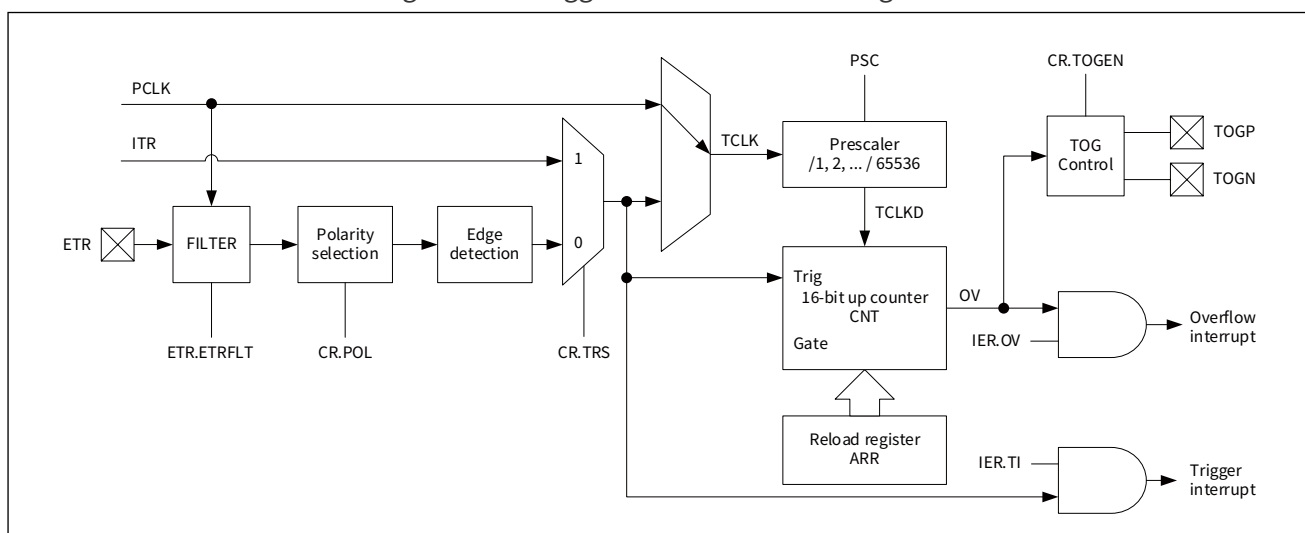 PCLK
PSC
CR.TOGEN
ITR
1
TCLK
Prescaler
/1, 2, ... / 65536
TOG
Control
TOGP
TOGN
TCLKD
ETR
FILTER
Polarity
selection
Edge
detection
0
Trig
16-bit up counter
CNT
Gate
OV
IER.OV
Overflow
interrupt
ETR.ETRFLT
CR.POL
CR.TRS
Reload register
ARR
IER.TI
Trigger
interrupt